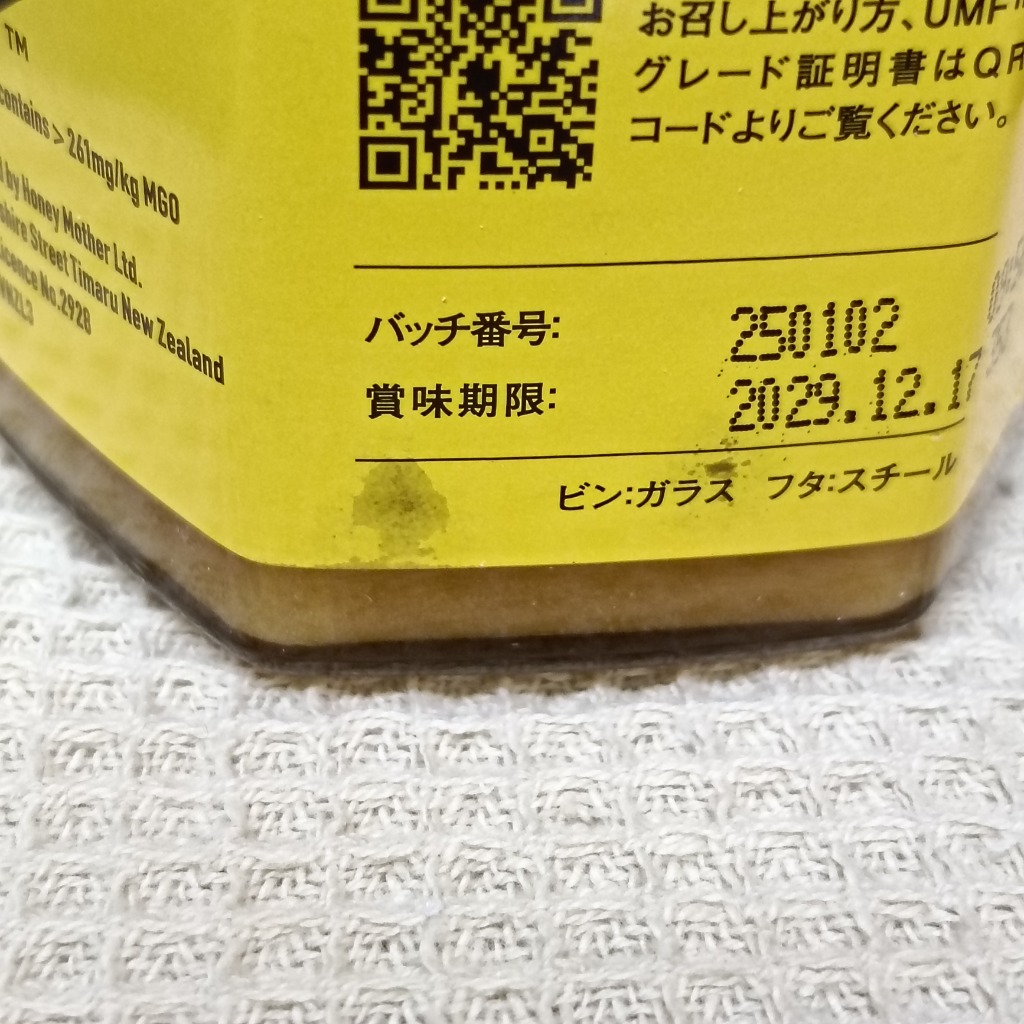 TM
contains > 261mg/kg MGO
by Honey Mother Ltd.
Street Timaru New Zealand
Licence No.2928
お召し上がり方、UMF
グレード証明書はQR
コードよりご覧ください。
バッチ番号: 250102
賞味期限: 2029.12.17
ビン:ガラス フタ:スチール